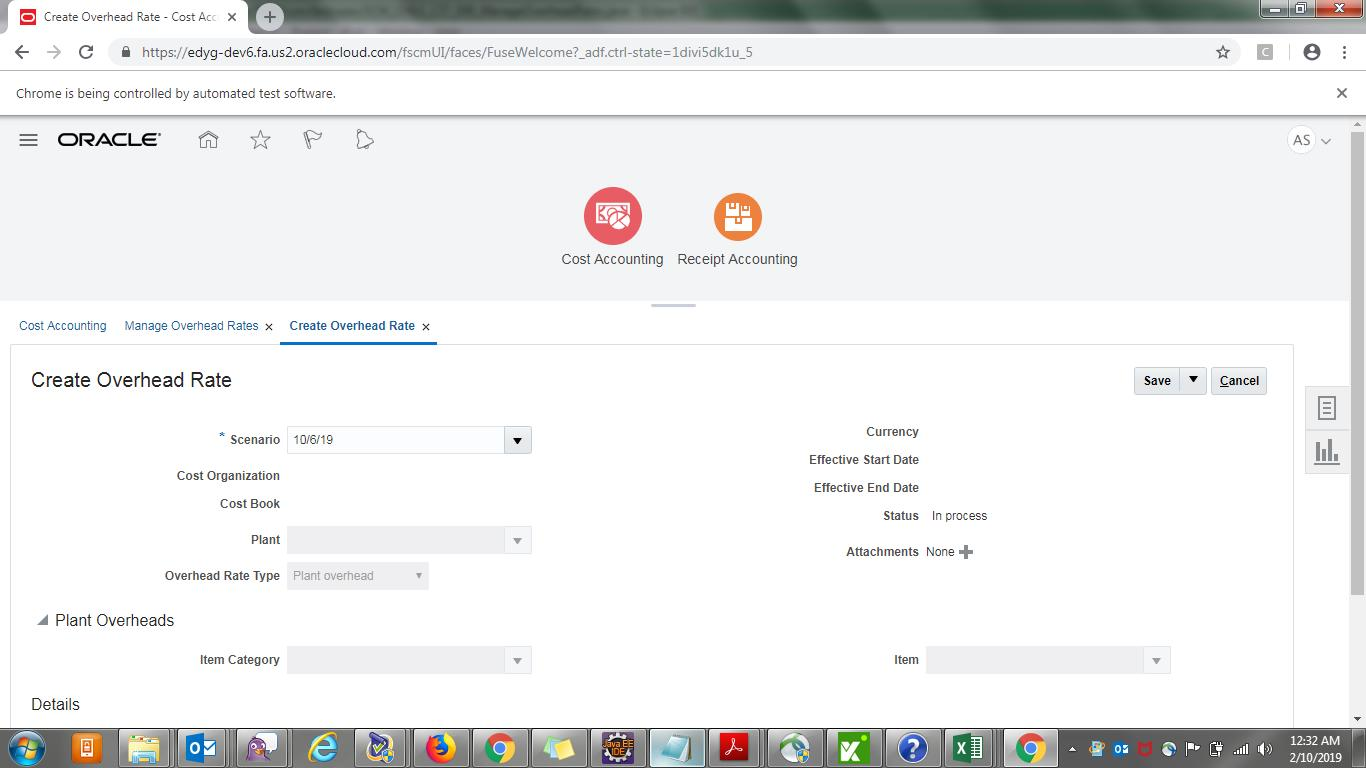 Create Overhead Rate - Cost Acc
https://edyg-dev6.fa.us2.oraclecloud.com/fscmUI/faces/FuseWelcome?_adf.ctrl-state=1divi5dk1u_5
C
Chrome is being controlled by automated test software.
ORACLE
AS
Cost Accounting Receipt Accounting
Cost Accounting Manage Overhead Rates Create Overhead Rate
Create Overhead Rate Save Cancel
* Scenario 10/6/19 Currency
Effective Start Date
Cost Organization
Effective End Date
Cost Book
Status In process
Plant
Attachments None
Overhead Rate Type Plant overhead
Plant Overheads
Item Category Item
Details
Java EE
IDE
12:32 AM
2/10/2019